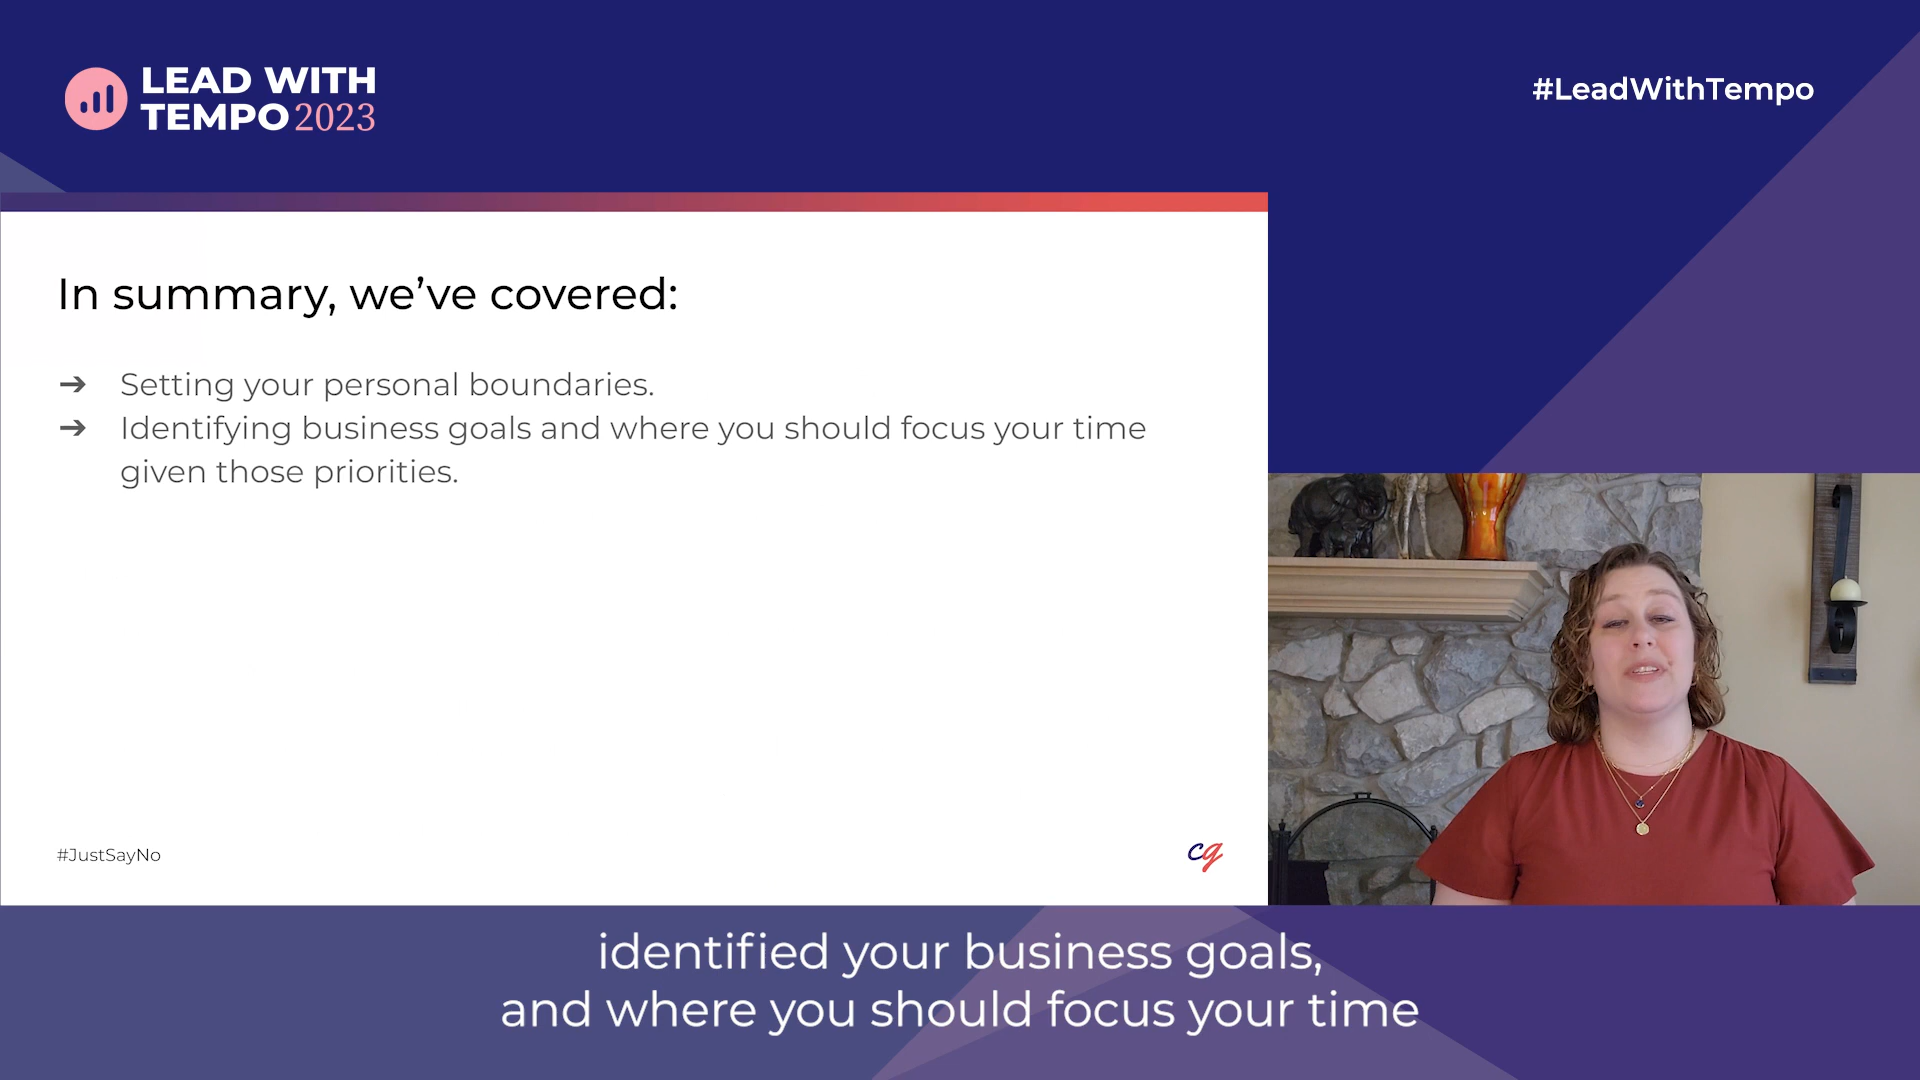 LEAD WITH
TEMPO 2023
#LeadWithTempo
In summary, we’ve covered:
➔ Setting your personal boundaries.
➔ Identifying business goals and where you should focus your time
given those priorities.
#JustSayNo
cg
identified your business goals,
and where you should focus your time